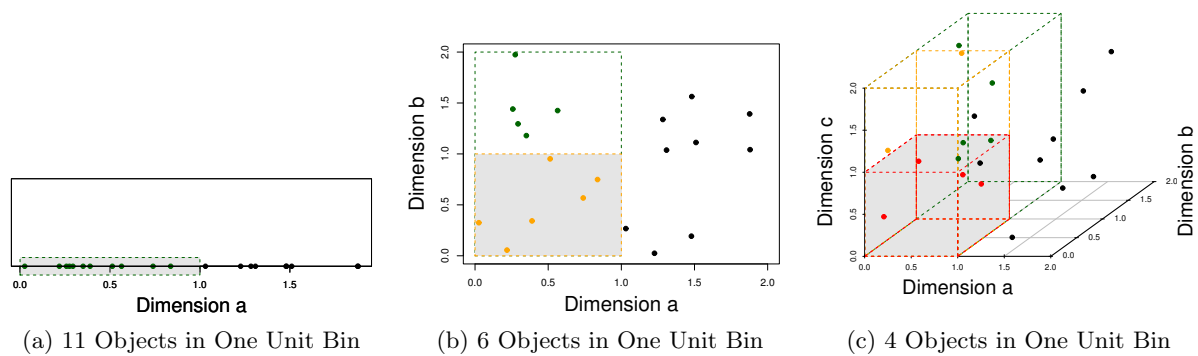 0.0 0.5 1.0 1.5
Dimension a
(a) 11 Objects in One Unit Bin
Dimension b
2.0
1.5
1.0
0.5
0.0
0.0 0.5 1.0 1.5 2.0
Dimension a
(b) 6 Objects in One Unit Bin
Dimension c
2.0
1.5
1.0
0.5
0.0
0.0 0.5 1.0 1.5 2.0
Dimension a
2.0
1.5
1.0
0.5
0.0
Dimension b
(c) 4 Objects in One Unit Bin